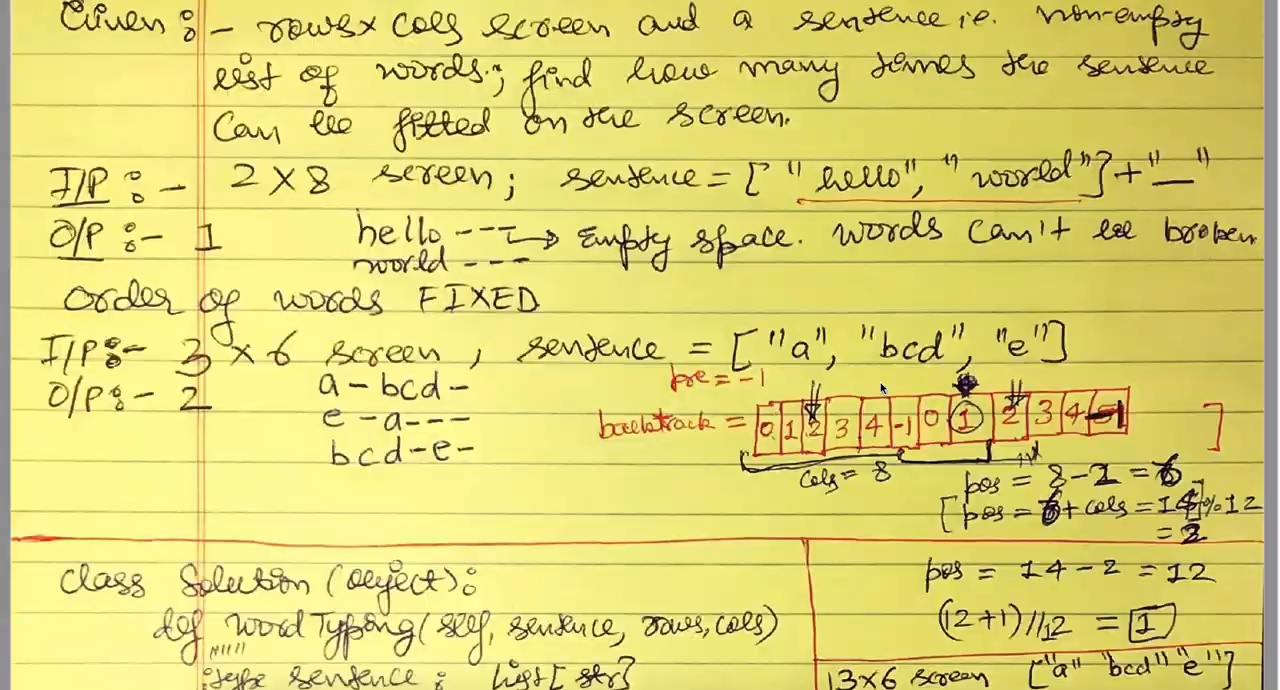 Given :- rows x cols screen and a sentence i.e. non-empty
list of words; find how many times the sentence
can be fitted on the screen.
I/P :- 2 x 8 screen; sentence = ["hello", "world"] + "_"
O/P :- 1 hello --- → Empty space. words can't be broken
world ---
Order of words FIXED
I/P :- 3 x 6 screen, sentence = ["a", "bcd", "e"]
pre = -1
O/P :- 2 a-bcd-
e-a---
bcd-e-
backtrack = [0 1 2 3 4 -1 0 1 2 3 4 -1]
cols = 8
pos = 8-2 = 6
[pos = 6 + cols = 14] % 12
= 2
class Solution (object):
def wordTyping (self, sentence, rows, cols)
"""""
:type sentence : List[str]
pos = 14 - 2 = 12
(12+1)//12 = 1
3x6 screen ["a" "bcd" "e"]